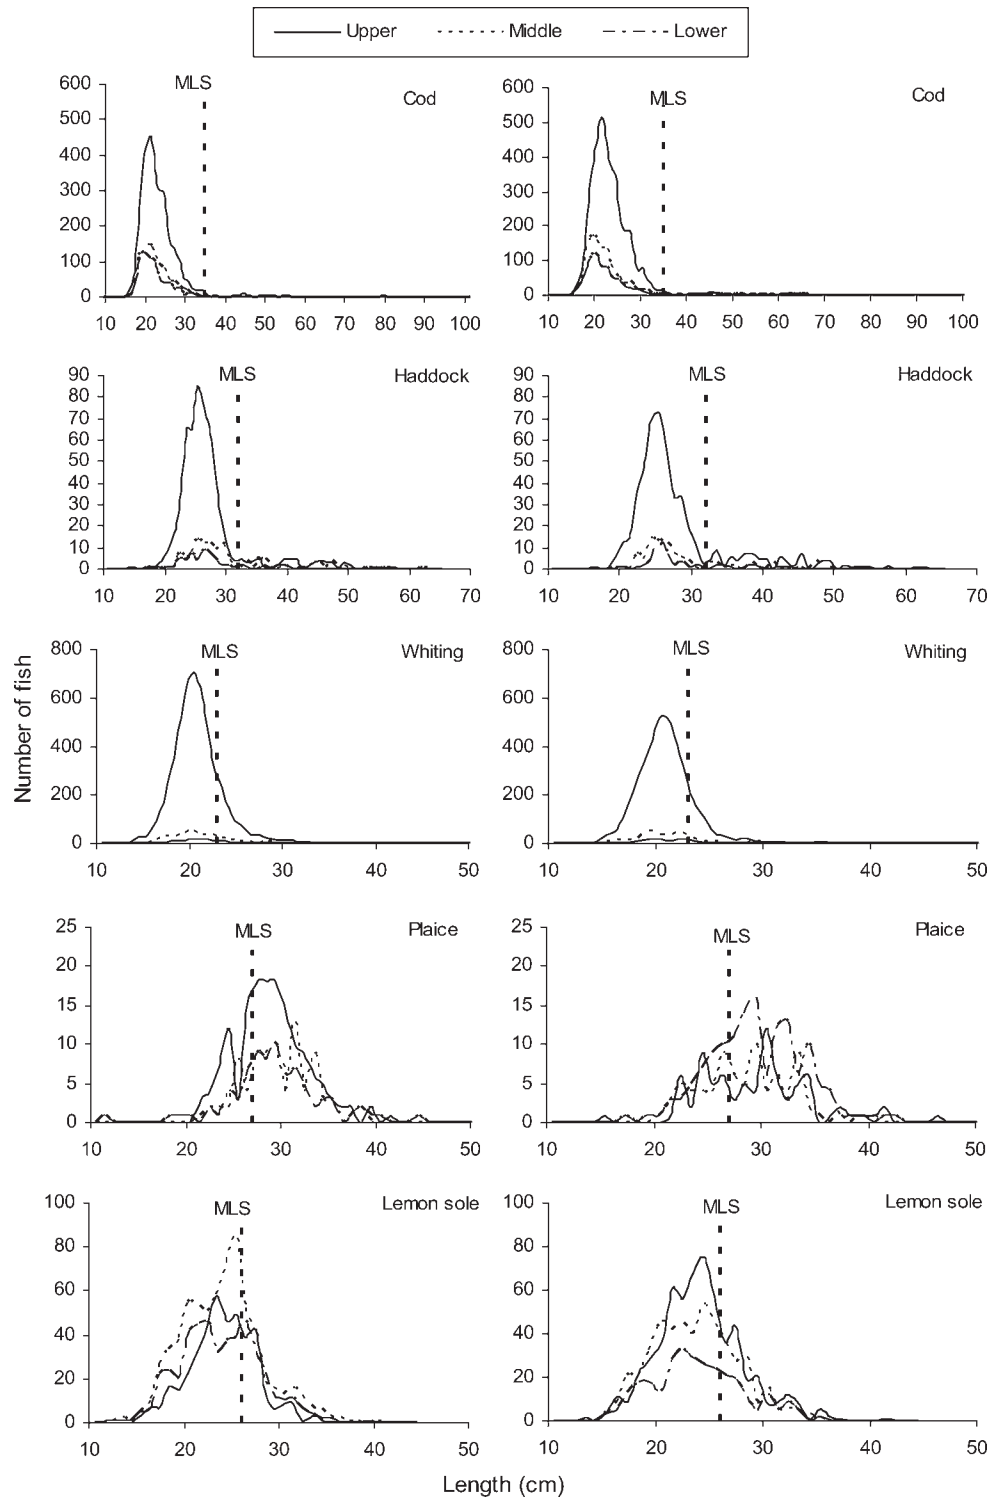 Upper Middle Lower
MLS Cod
600
500
400
300
200
100
0
10 20 30 40 50 60 70 80 90 100
MLS Cod
600
500
400
300
200
100
0
10 20 30 40 50 60 70 80 90 100
MLS Haddock
90
80
70
60
50
40
30
20
10
0
10 20 30 40 50 60 70
MLS Haddock
90
80
70
60
50
40
30
20
10
0
10 20 30 40 50 60 70
Number of fish
MLS Whiting
800
600
400
200
0
10 20 30 40 50
MLS Whiting
800
600
400
200
0
10 20 30 40 50
MLS Plaice
25
20
15
10
5
0
10 20 30 40 50
MLS Plaice
25
20
15
10
5
0
10 20 30 40 50
MLS Lemon sole
100
80
60
40
20
0
10 20 30 40 50
MLS Lemon sole
100
80
60
40
20
0
10 20 30 40 50
Length (cm)